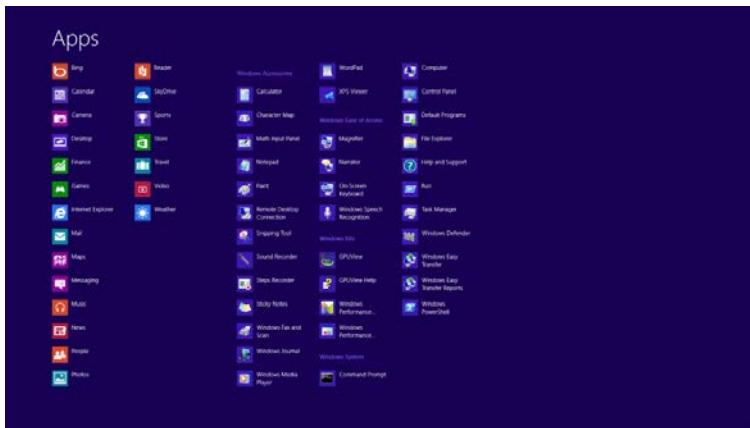 Apps
Bing
Calendar
Camera
Desktop
Finance
Games
Internet Explorer
Mail
Maps
Messaging
Music
News
People
Photos
Reader
SkyDrive
Sports
Store
Travel
Video
Weather
Windows Accessories
Calculator
Character Map
Math Input Panel
Notepad
Paint
Remote Desktop
Connection
Snipping Tool
Sound Recorder
Steps Recorder
Sticky Notes
Windows Fax and
Scan
Windows Journal
Windows Media
Player
WordPad
XPS Viewer
Windows Ease of Access
Magnifier
Narrator
On-Screen
Keyboard
Windows Speech
Recognition
Windows Kits
GPUView
GPUView Help
Windows
Performance...
Windows
Performance...
Windows System
Command Prompt
Computer
Control Panel
Default Programs
File Explorer
Help and Support
Run
Task Manager
Windows Defender
Windows Easy
Transfer
Windows Easy
Transfer Reports
Windows
PowerShell